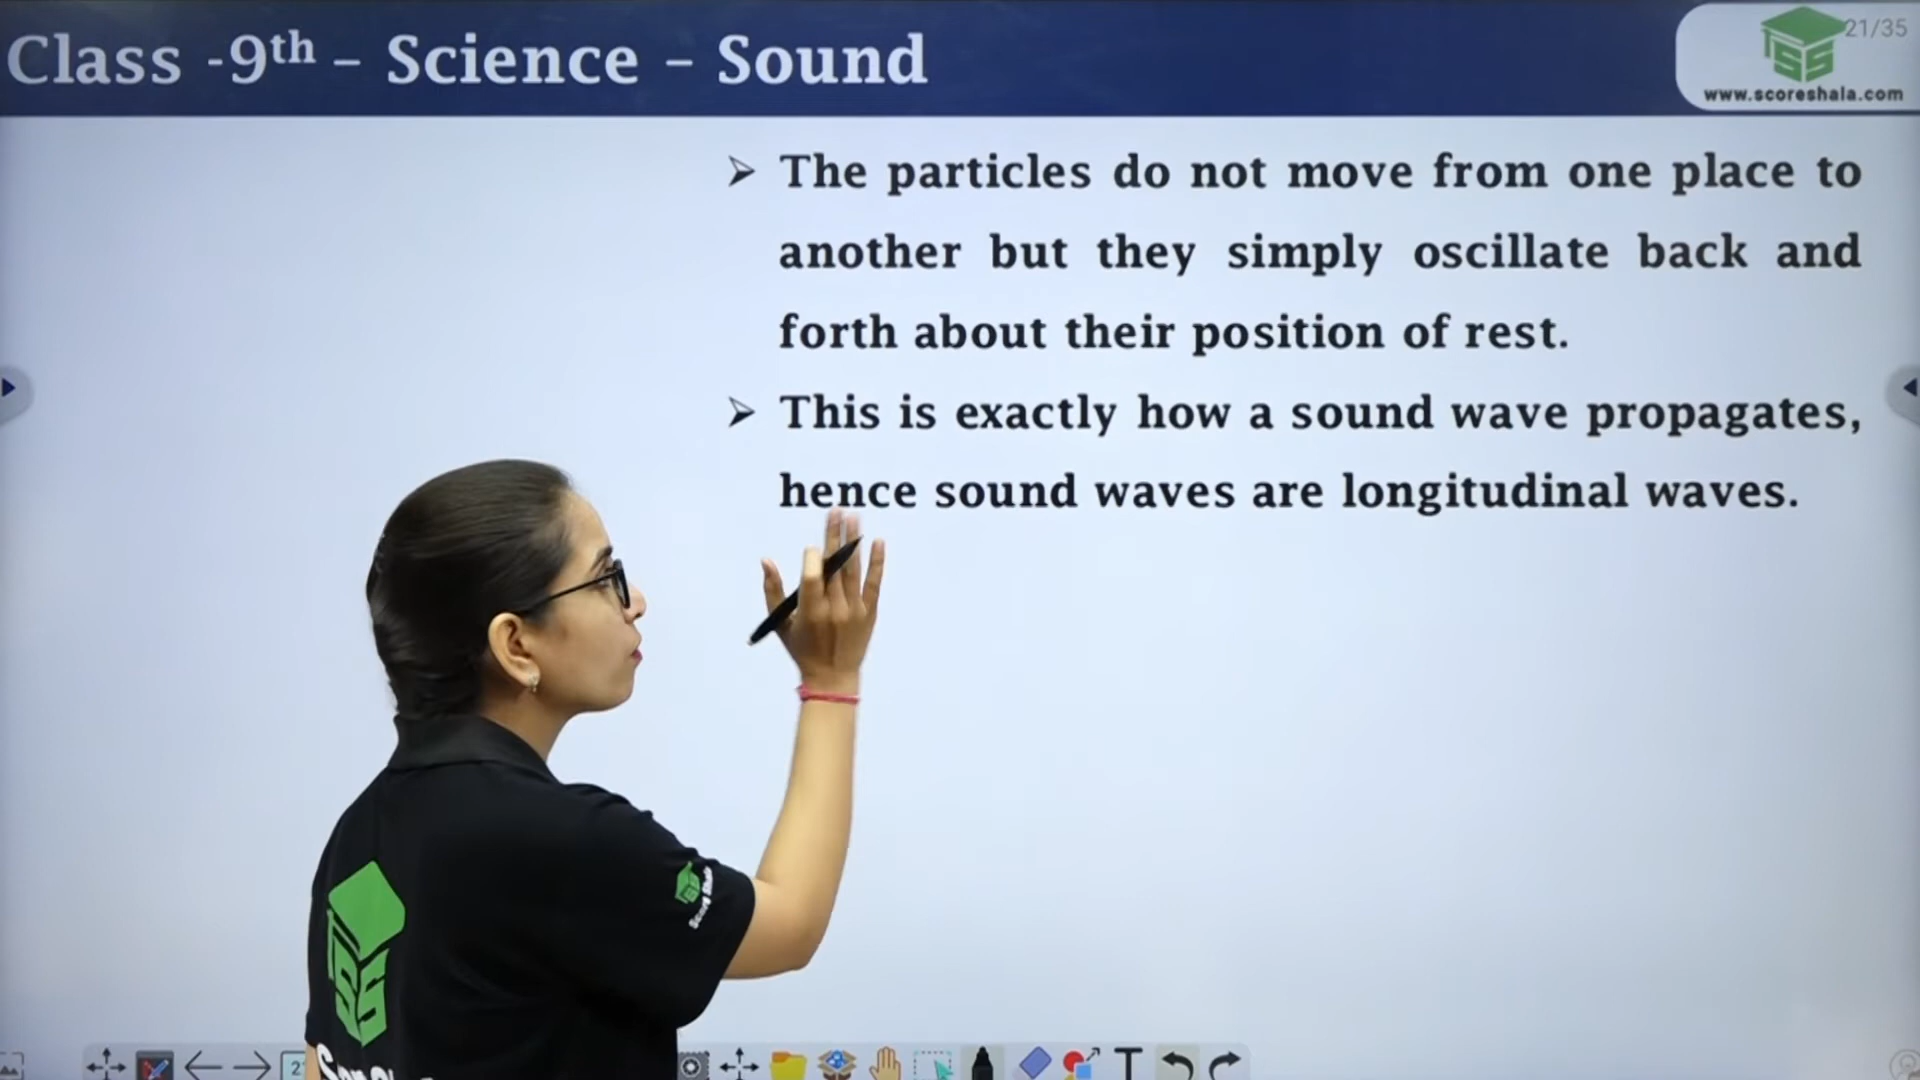 Class -9th – Science – Sound
21/35
www.scoreshala.com
➢ The particles do not move from one place to
another but they simply oscillate back and
forth about their position of rest.
➢ This is exactly how a sound wave propagates,
hence sound waves are longitudinal waves.
SS
T